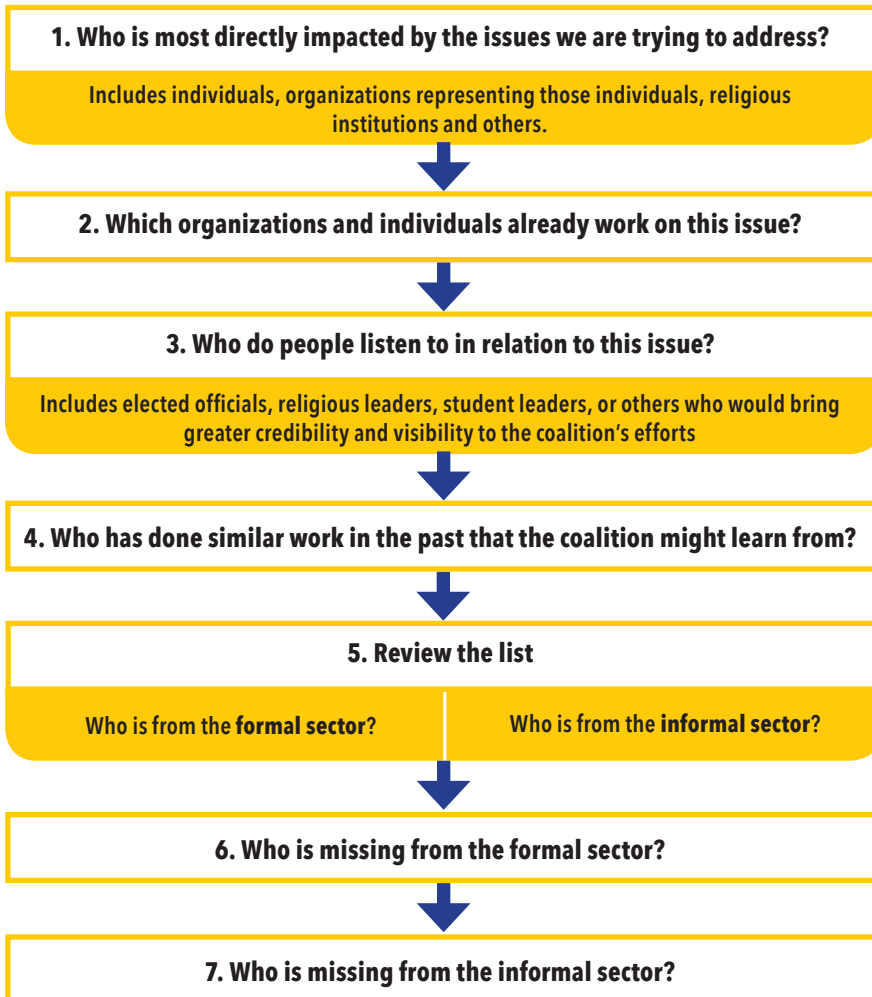 1. Who is most directly impacted by the issues we are trying to address?
Includes individuals, organizations representing those individuals, religious
institutions and others.
2. Which organizations and individuals already work on this issue?
3. Who do people listen to in relation to this issue?
Includes elected officials, religious leaders, student leaders, or others who would bring
greater credibility and visibility to the coalition’s efforts
4. Who has done similar work in the past that the coalition might learn from?
5. Review the list
Who is from the formal sector?
Who is from the informal sector?
6. Who is missing from the formal sector?
7. Who is missing from the informal sector?